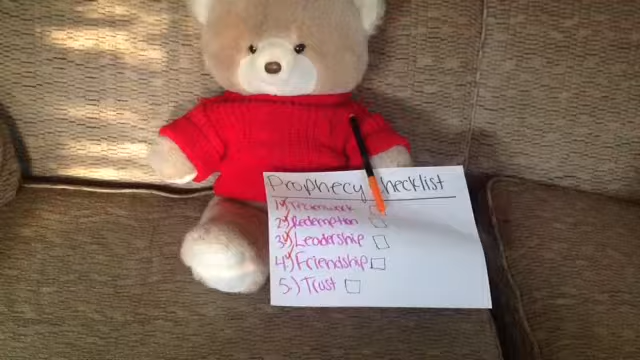 Prophecy Checklist
1.) Teamwork
2.) Redemption
3.) Leadership
4.) Friendship
5.) Trust